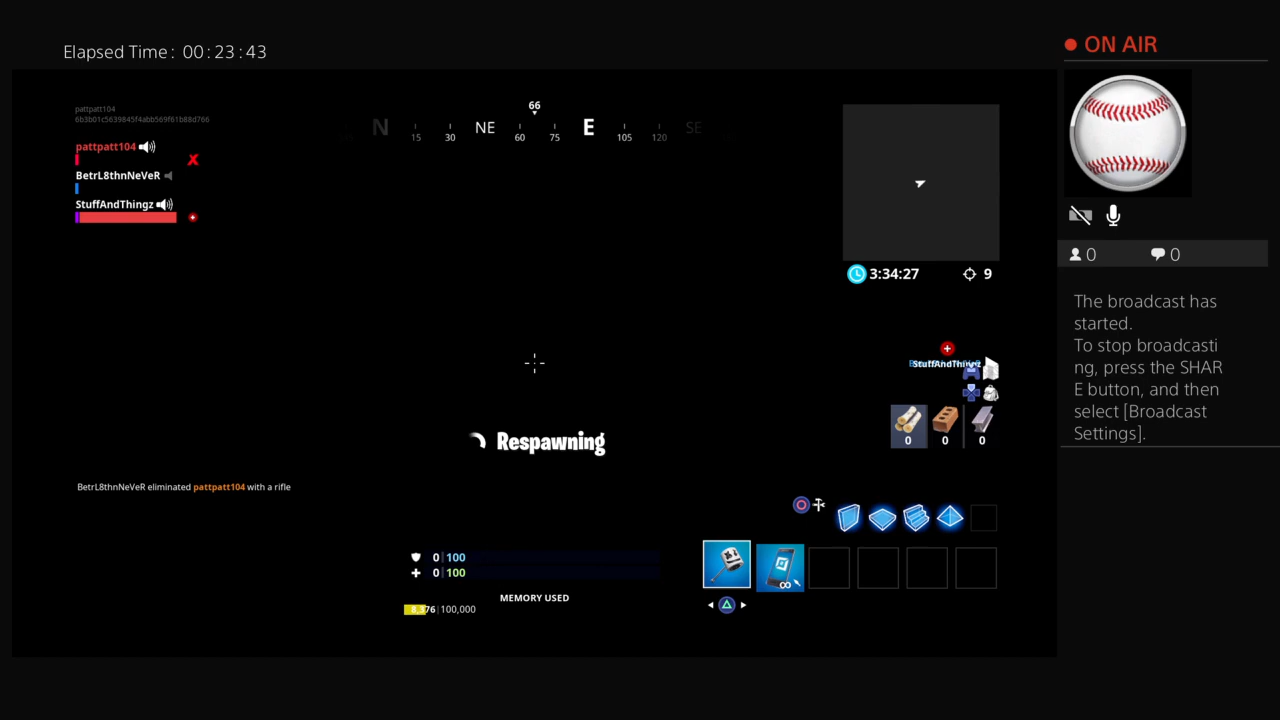 Elapsed Time: 00:23:43
ON AIR
pattpatt104
6b3b01c5639845f4abb569f61b88d766
pattpatt104
BetrL8thnNeVeR
StuffAndThingz
66
N 15 30 NE 60 75 E 105 120 SE
3:34:27 9
0 0
The broadcast has
started.
To stop broadcasti
ng, press the SHAR
E button, and then
select [Broadcast
Settings].
StuffAndThingz
0 0 0
Respawning
BetrL8thnNeVeR eliminated pattpatt104 with a rifle
0|100
0|100
MEMORY USED
8,376|100,000
∞